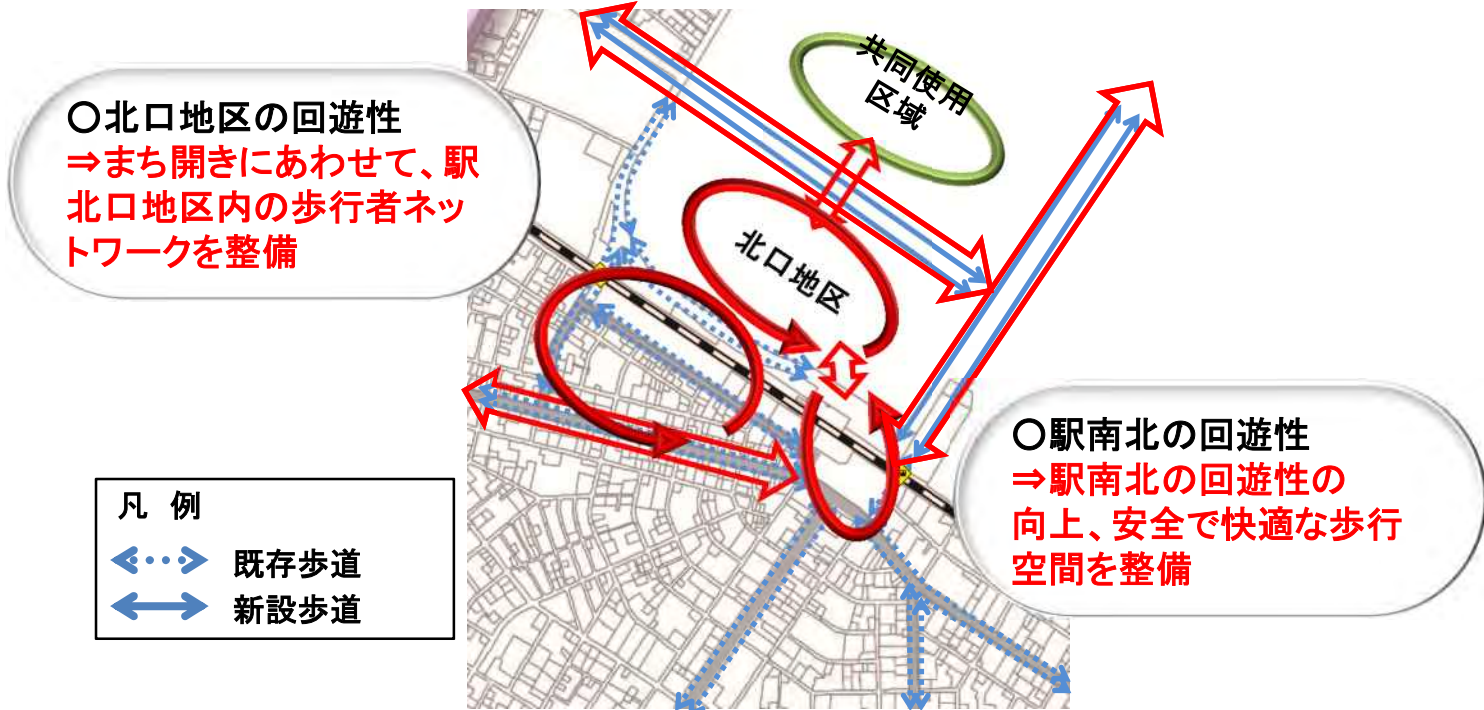 ○北口地区の回遊性
⇒まち開きにあわせて、駅
北口地区内の歩行者ネッ
トワークを整備
共同使用
区域
北口地区
○駅南北の回遊性
⇒駅南北の回遊性の
向上、安全で快適な歩行
空間を整備
凡 例
既存歩道
新設歩道